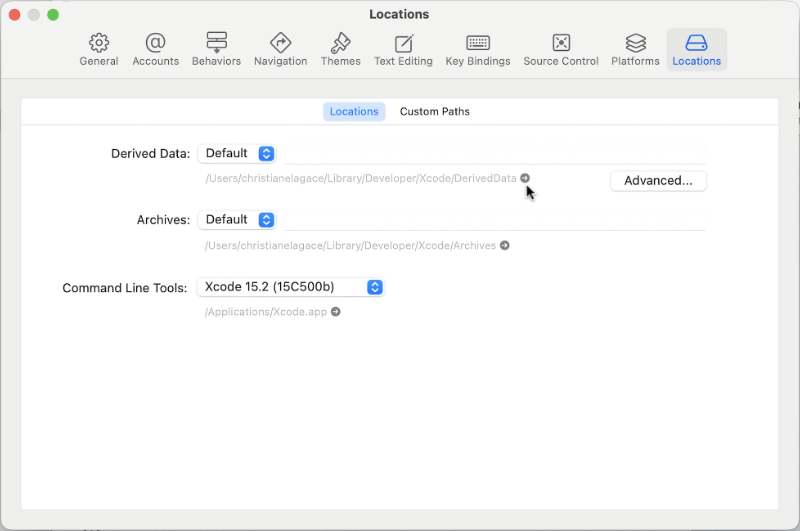 Locations
General Accounts Behaviors Navigation Themes Text Editing Key Bindings Source Control Platforms Locations
Locations Custom Paths
Derived Data: Default
/Users/christianelagace/Library/Developer/Xcode/DerivedData
Advanced...
Archives: Default
/Users/christianelagace/Library/Developer/Xcode/Archives
Command Line Tools: Xcode 15.2 (15C500b)
/Applications/Xcode.app